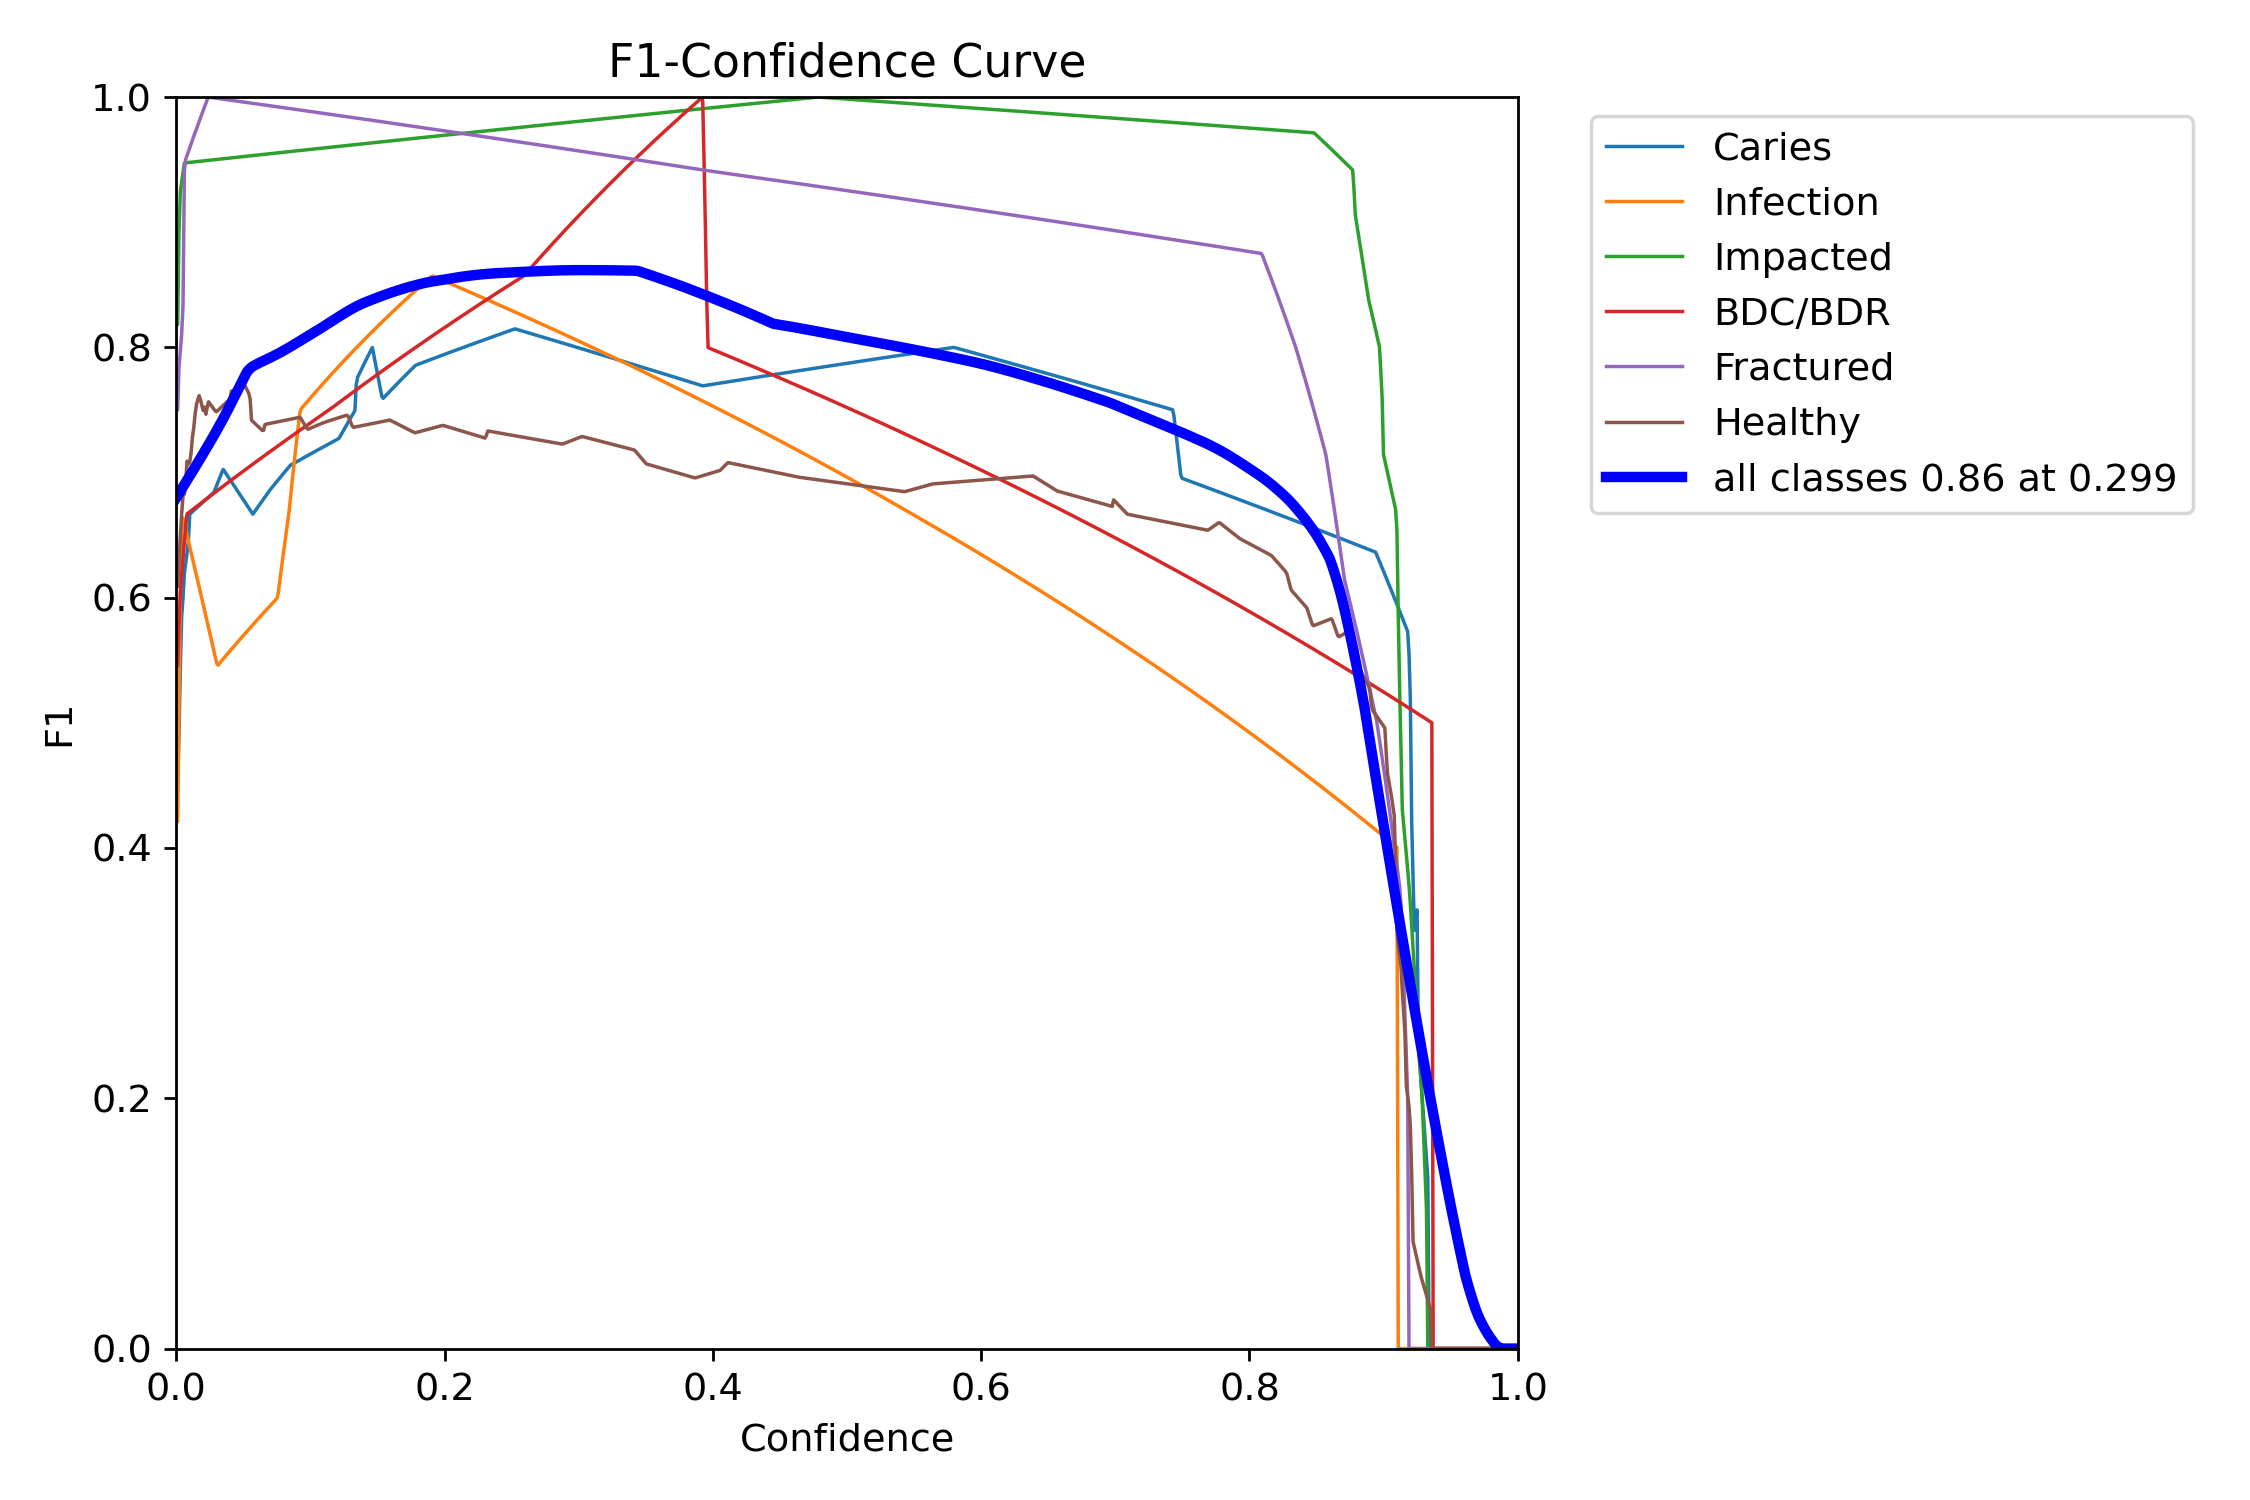 F1-Confidence Curve
1.0
0.8
0.6
0.4
0.2
0.0
F1
0.0 0.2 0.4 0.6 0.8 1.0
Confidence
Caries
Infection
Impacted
BDC/BDR
Fractured
Healthy
all classes 0.86 at 0.299